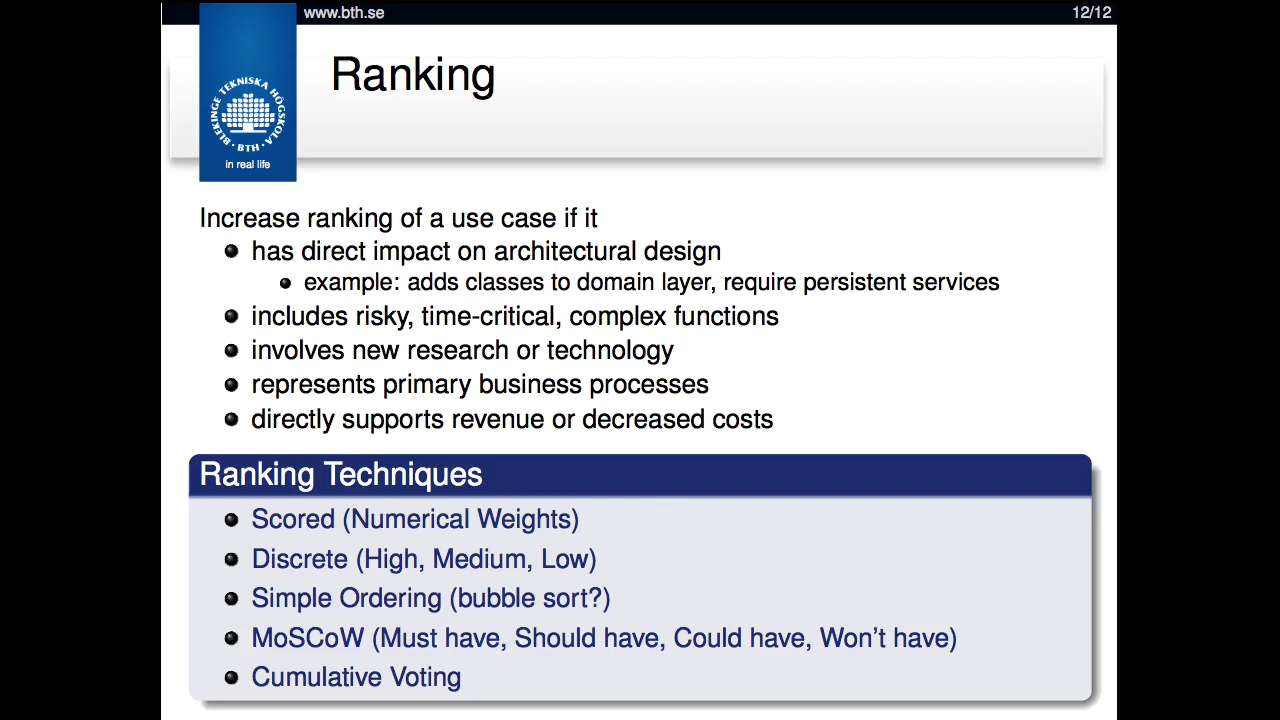 www.bth.se
12/12
Ranking
BLEKINGE TEKNISKA HÖGSKOLA
· BTH ·
in real life
Increase ranking of a use case if it
has direct impact on architectural design
example: adds classes to domain layer, require persistent services
includes risky, time-critical, complex functions
involves new research or technology
represents primary business processes
directly supports revenue or decreased costs
Ranking Techniques
Scored (Numerical Weights)
Discrete (High, Medium, Low)
Simple Ordering (bubble sort?)
MoSCoW (Must have, Should have, Could have, Won't have)
Cumulative Voting